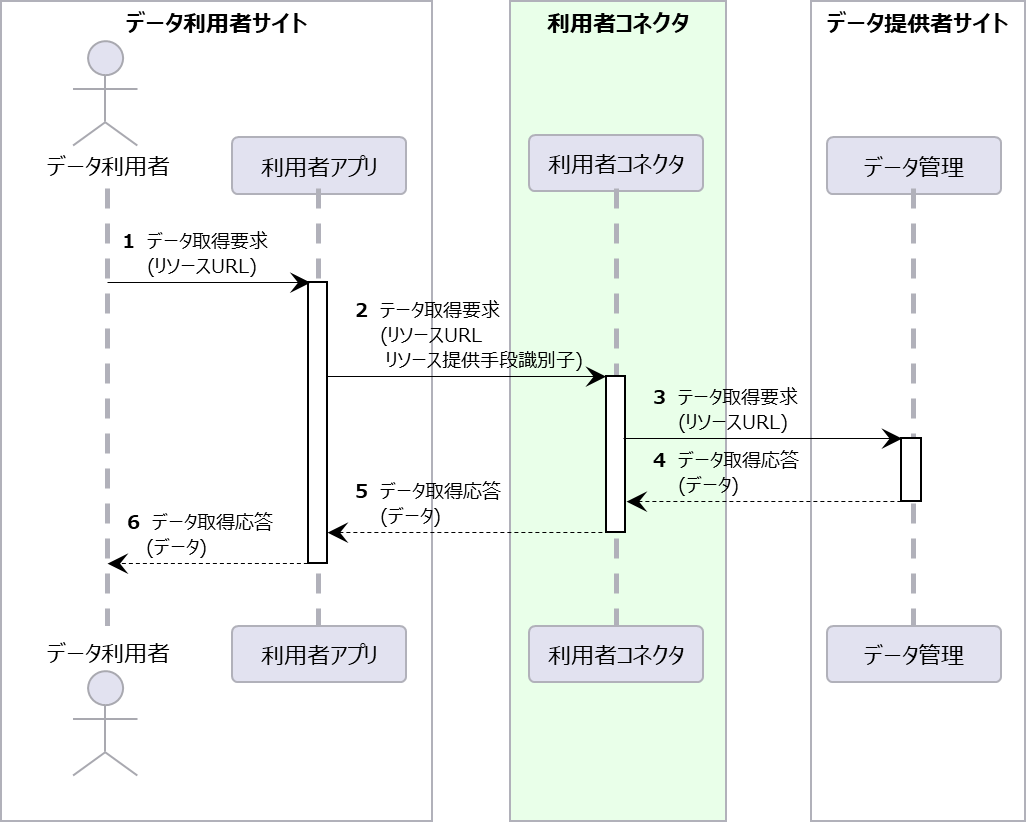 データ利用者サイト
利用者コネクタ
データ提供者サイト
データ利用者
利用者アプリ
利用者コネクタ
データ管理
1 データ取得要求
(リソースURL)
2 データ取得要求
(リソースURL
リソース提供手段識別子)
3 データ取得要求
(リソースURL)
4 データ取得応答
(データ)
5 データ取得応答
(データ)
6 データ取得応答
(データ)
データ利用者
利用者アプリ
利用者コネクタ
データ管理